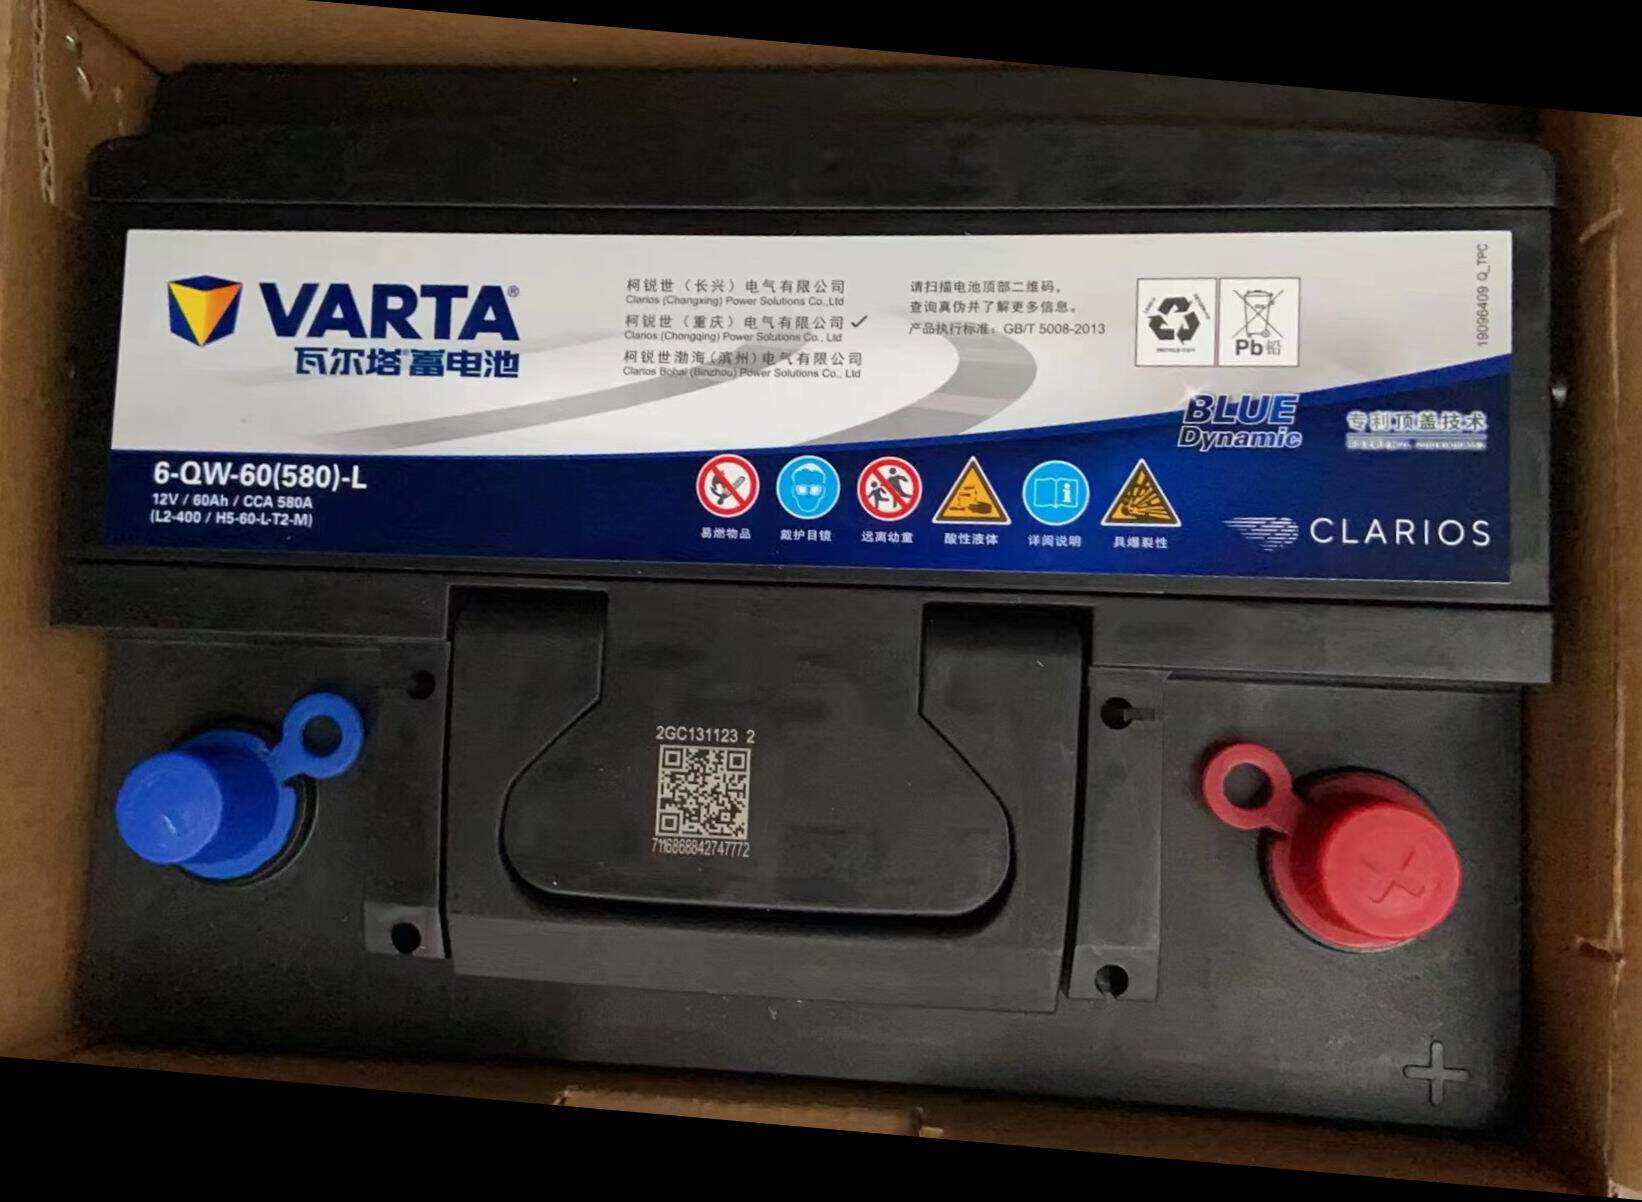 VARTA®
瓦尔塔®蓄电池
柯锐世（长兴）电气有限公司
Clarios (Changxing) Power Solutions Co.,Ltd
柯锐世（重庆）电气有限公司 ✓
Clarios (Chongqing) Power Solutions Co., Ltd
柯锐世渤海（滨州）电气有限公司
Clarios Bohai (Binzhou) Power Solutions Co., Ltd
请扫描电池顶部二维码，
查询真伪并了解更多信息。
产品执行标准：GB/T 5008-2013
Pb铅
19096409 Q_TPC
BLUE
Dynamic
专利顶盖技术
6-QW-60(580)-L
12V / 60Ah / CCA 580A
(L2-400 / H5-60-L-T2-M)
易燃物品
戴护目镜
远离幼童
酸性液体
详阅说明
具爆裂性
CLARIOS
2GC131123 2
7116868842747772